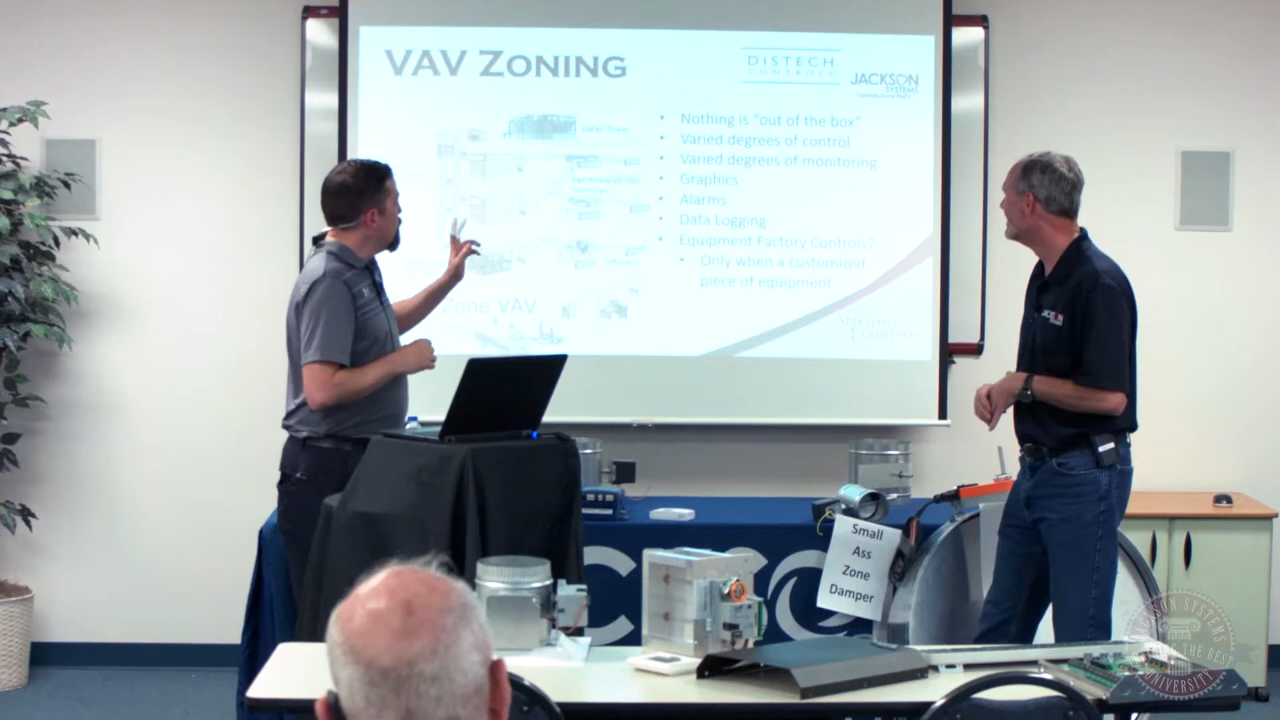 VAV ZONING
DISTECH
CONTROLS
JACKSON
SYSTEMS
• Nothing is "out of the box"
• Varied degrees of control
• Varied degrees of monitoring
• Graphics
• Alarms
• Data Logging
• Equipment Factory Controls?
• Only when a customized
piece of equipment
Zone VAV
JACKSON
Small
Ass
Zone
Damper
JACKSON SYSTEMS
UNIVERSITY